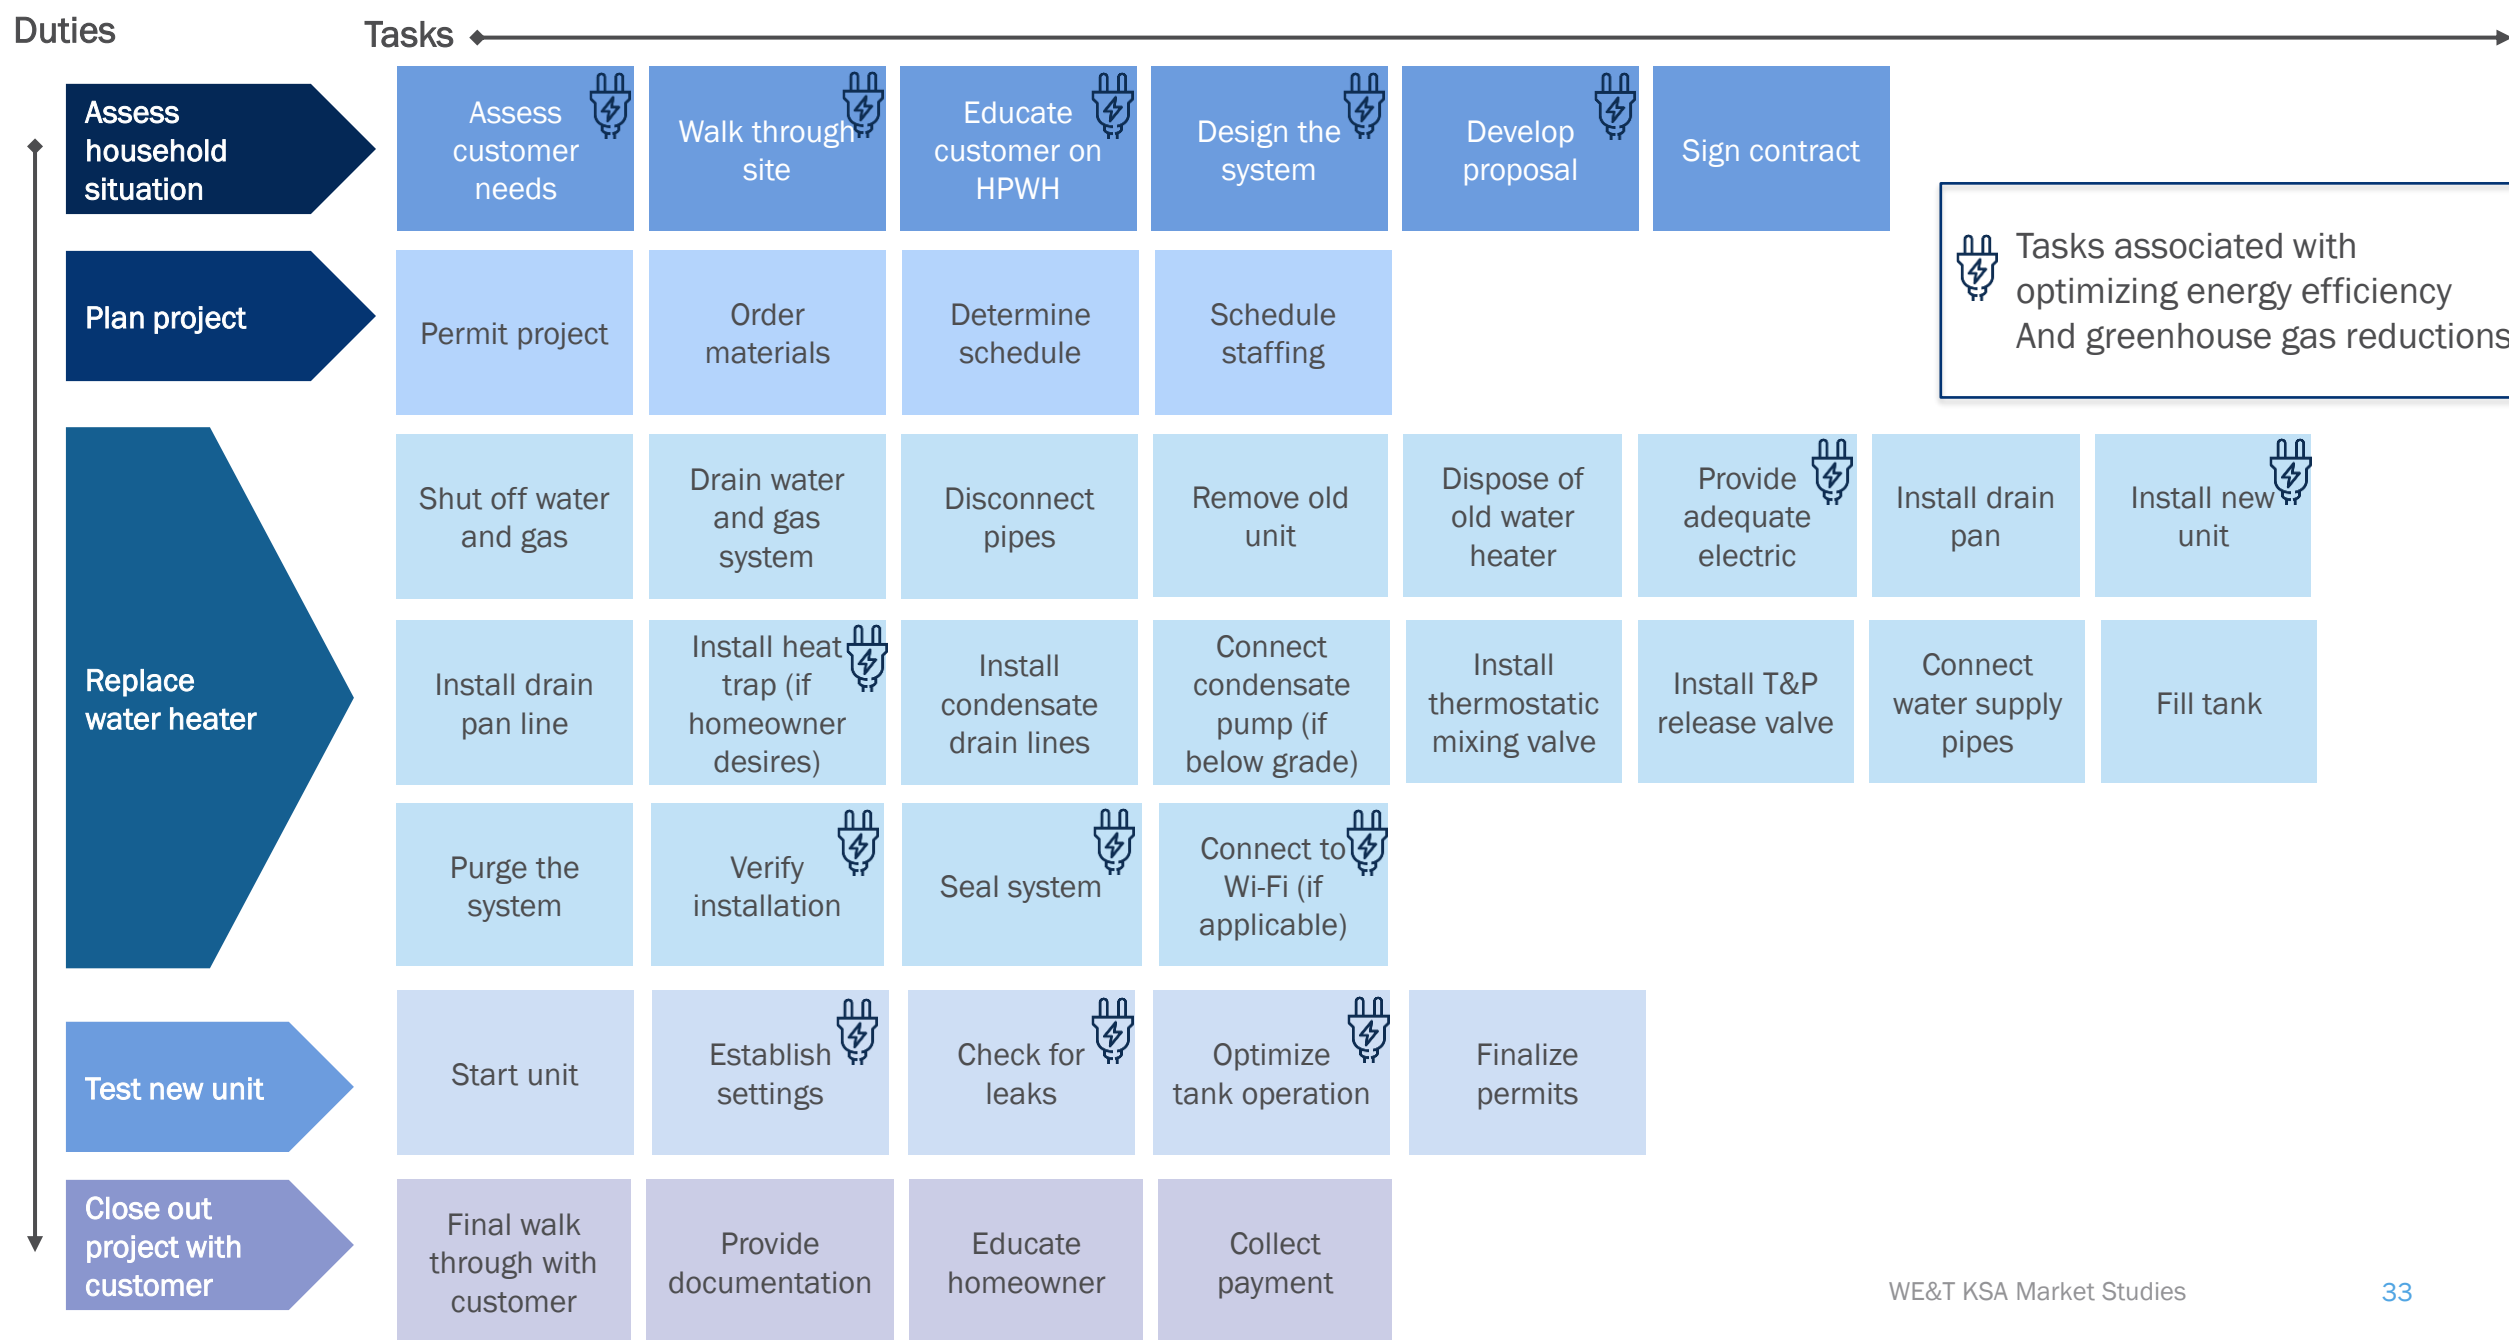 Duties
Tasks
Assess
household
situation
Assess
customer
needs
Walk through
site
Educate
customer on
HPWH
Design the
system
Develop
proposal
Sign contract
Tasks associated with
optimizing energy efficiency
And greenhouse gas reductions
Plan project
Permit project
Order
materials
Determine
schedule
Schedule
staffing
Replace
water heater
Shut off water
and gas
Drain water
and gas
system
Disconnect
pipes
Remove old
unit
Dispose of
old water
heater
Provide
adequate
electric
Install drain
pan
Install new
unit
Install drain
pan line
Install heat
trap (if
homeowner
desires)
Install
condensate
drain lines
Connect
condensate
pump (if
below grade)
Install
thermostatic
mixing valve
Install T&P
release valve
Connect
water supply
pipes
Fill tank
Purge the
system
Verify
installation
Seal system
Connect to
Wi-Fi (if
applicable)
Test new unit
Start unit
Establish
settings
Check for
leaks
Optimize
tank operation
Finalize
permits
Close out
project with
customer
Final walk
through with
customer
Provide
documentation
Educate
homeowner
Collect
payment
WE&T KSA Market Studies
33